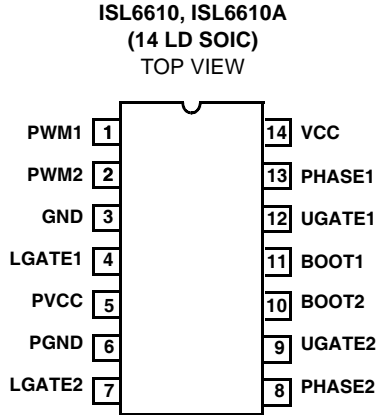 ISL6610, ISL6610A
(14 LD SOIC)
TOP VIEW
PWM1 1 14 VCC
PWM2 2 13 PHASE1
GND 3 12 UGATE1
LGATE1 4 11 BOOT1
PVCC 5 10 BOOT2
PGND 6 9 UGATE2
LGATE2 7 8 PHASE2